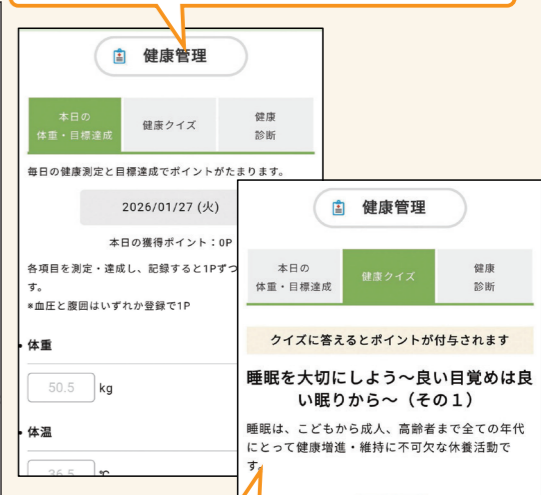 健康管理
本日の
体重・目標達成
健康クイズ
健康
診断
毎日の健康測定と目標達成でポイントがたまります。
2026/01/27 (火)
本日の獲得ポイント：0P
各項目を測定・達成し、記録すると1Pずつ
す。
*血圧と腹囲はいずれか登録で1P
・体重
50.5 kg
・体温
36.5 ℃
健康管理
本日の
体重・目標達成
健康クイズ
健康
診断
クイズに答えるとポイントが付与されます
睡眠を大切にしよう～良い目覚めは良
い眠りから～（その１）
睡眠は、こどもから成人、高齢者まで全ての年代
にとって健康増進・維持に不可欠な休養活動で
す。